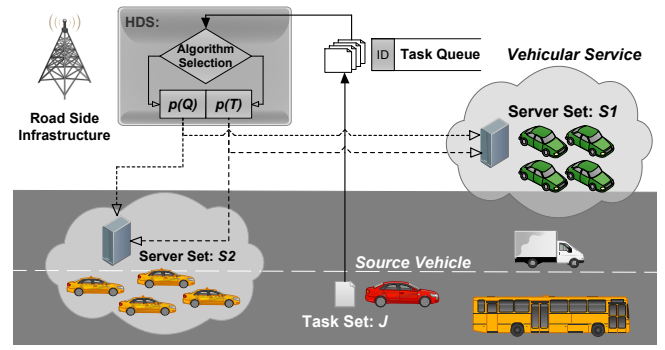 HDS:
Algorithm
Selection
p(Q)
p(T)
ID
Task Queue
Vehicular Service
Road Side
Infrastructure
Server Set: S1
Server Set: S2
Source Vehicle
Task Set: J